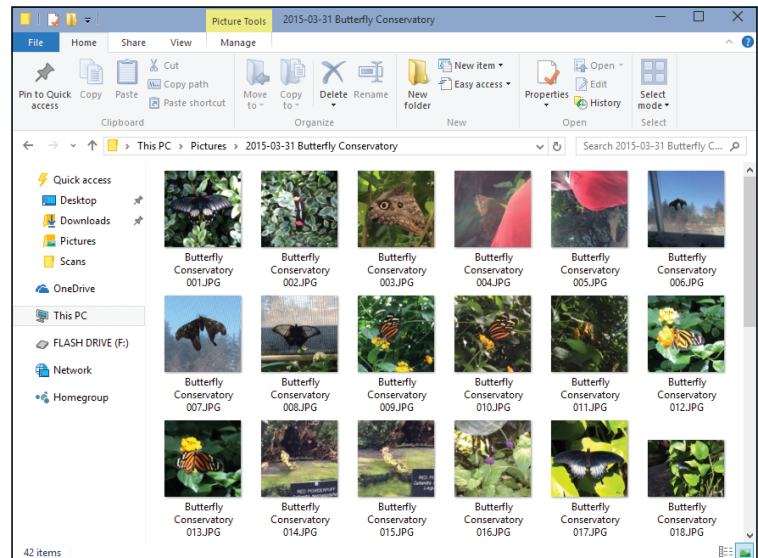 Picture Tools 2015-03-31 Butterfly Conservatory
File Home Share View Manage
Pin to Quick access
Copy
Paste
Cut
Copy path
Paste shortcut
Clipboard
Move to
Copy to
Delete
Rename
Organize
New folder
New item
Easy access
New
Properties
Open
Edit
History
Open
Select mode
Select
This PC > Pictures > 2015-03-31 Butterfly Conservatory
Search 2015-03-31 Butterfly C...
Quick access
Desktop
Downloads
Pictures
Scans
OneDrive
This PC
FLASH DRIVE (F:)
Network
Homegroup
Butterfly Conservatory 001.JPG
Butterfly Conservatory 002.JPG
Butterfly Conservatory 003.JPG
Butterfly Conservatory 004.JPG
Butterfly Conservatory 005.JPG
Butterfly Conservatory 006.JPG
Butterfly Conservatory 007.JPG
Butterfly Conservatory 008.JPG
Butterfly Conservatory 009.JPG
Butterfly Conservatory 010.JPG
Butterfly Conservatory 011.JPG
Butterfly Conservatory 012.JPG
RED POWDERPUFF
RED POWDERPUFF
Butterfly Conservatory 013.JPG
Butterfly Conservatory 014.JPG
Butterfly Conservatory 015.JPG
Butterfly Conservatory 016.JPG
Butterfly Conservatory 017.JPG
Butterfly Conservatory 018.JPG
42 items